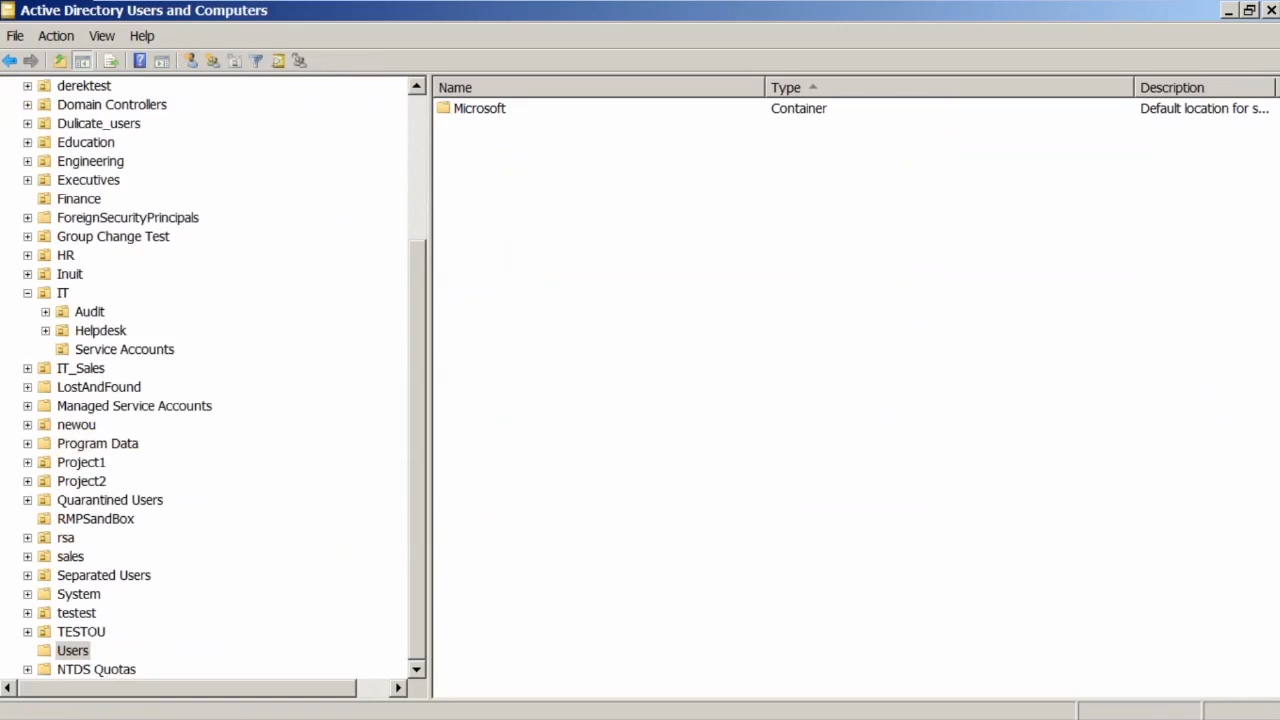 Active Directory Users and Computers
File Action View Help
derektest
Domain Controllers
Dulicate_users
Education
Engineering
Executives
Finance
ForeignSecurityPrincipals
Group Change Test
HR
Inuit
IT
Audit
Helpdesk
Service Accounts
IT_Sales
LostAndFound
Managed Service Accounts
newou
Program Data
Project1
Project2
Quarantined Users
RMPSandBox
rsa
sales
Separated Users
System
testest
TESTOU
Users
NTDS Quotas
Name Type Description
Microsoft Container Default location for s...